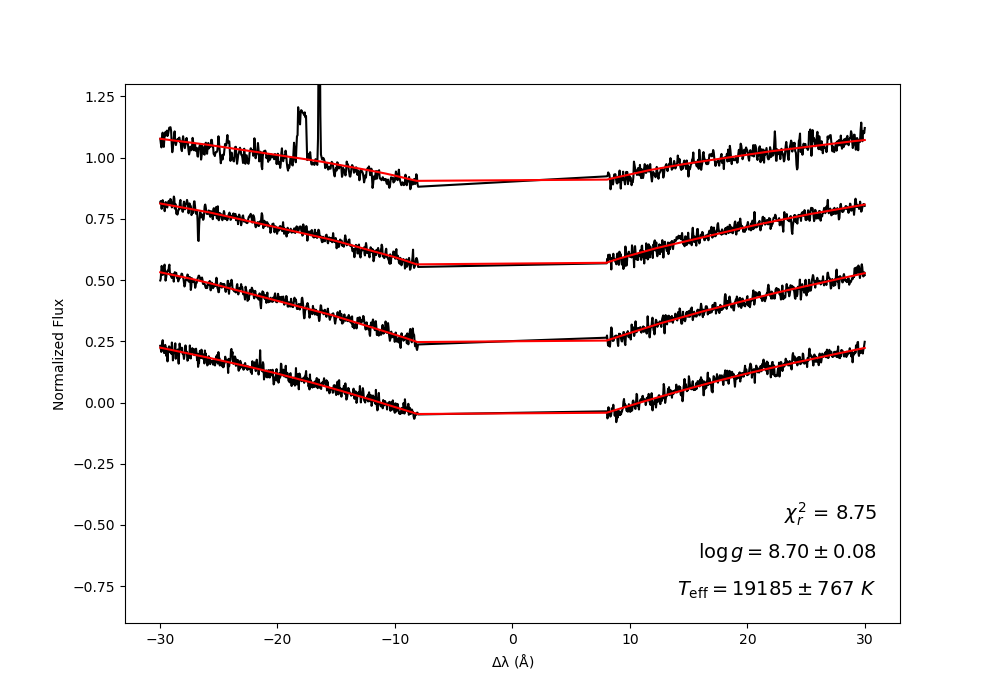 1.25
1.00
0.75
0.50
0.25
0.00
−0.25
−0.50
−0.75
Normalized Flux
χ²ᵣ = 8.75
log g = 8.70 ± 0.08
T_eff = 19185 ± 767 K
−30 −20 −10 0 10 20 30
Δλ (Å)